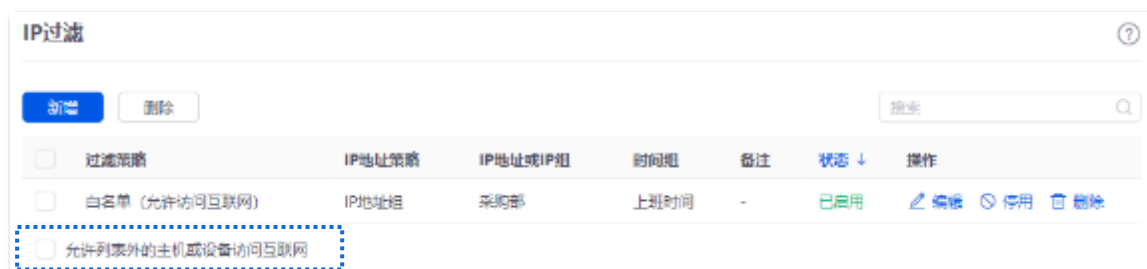 IP过滤
新增 删除 搜索
过滤策略 IP地址策略 IP地址或IP组 时间组 备注 状态 ↓ 操作
白名单（允许访问互联网） IP地址组 采购部 上班时间 - 已启用 编辑 停用 删除
允许列表外的主机或设备访问互联网